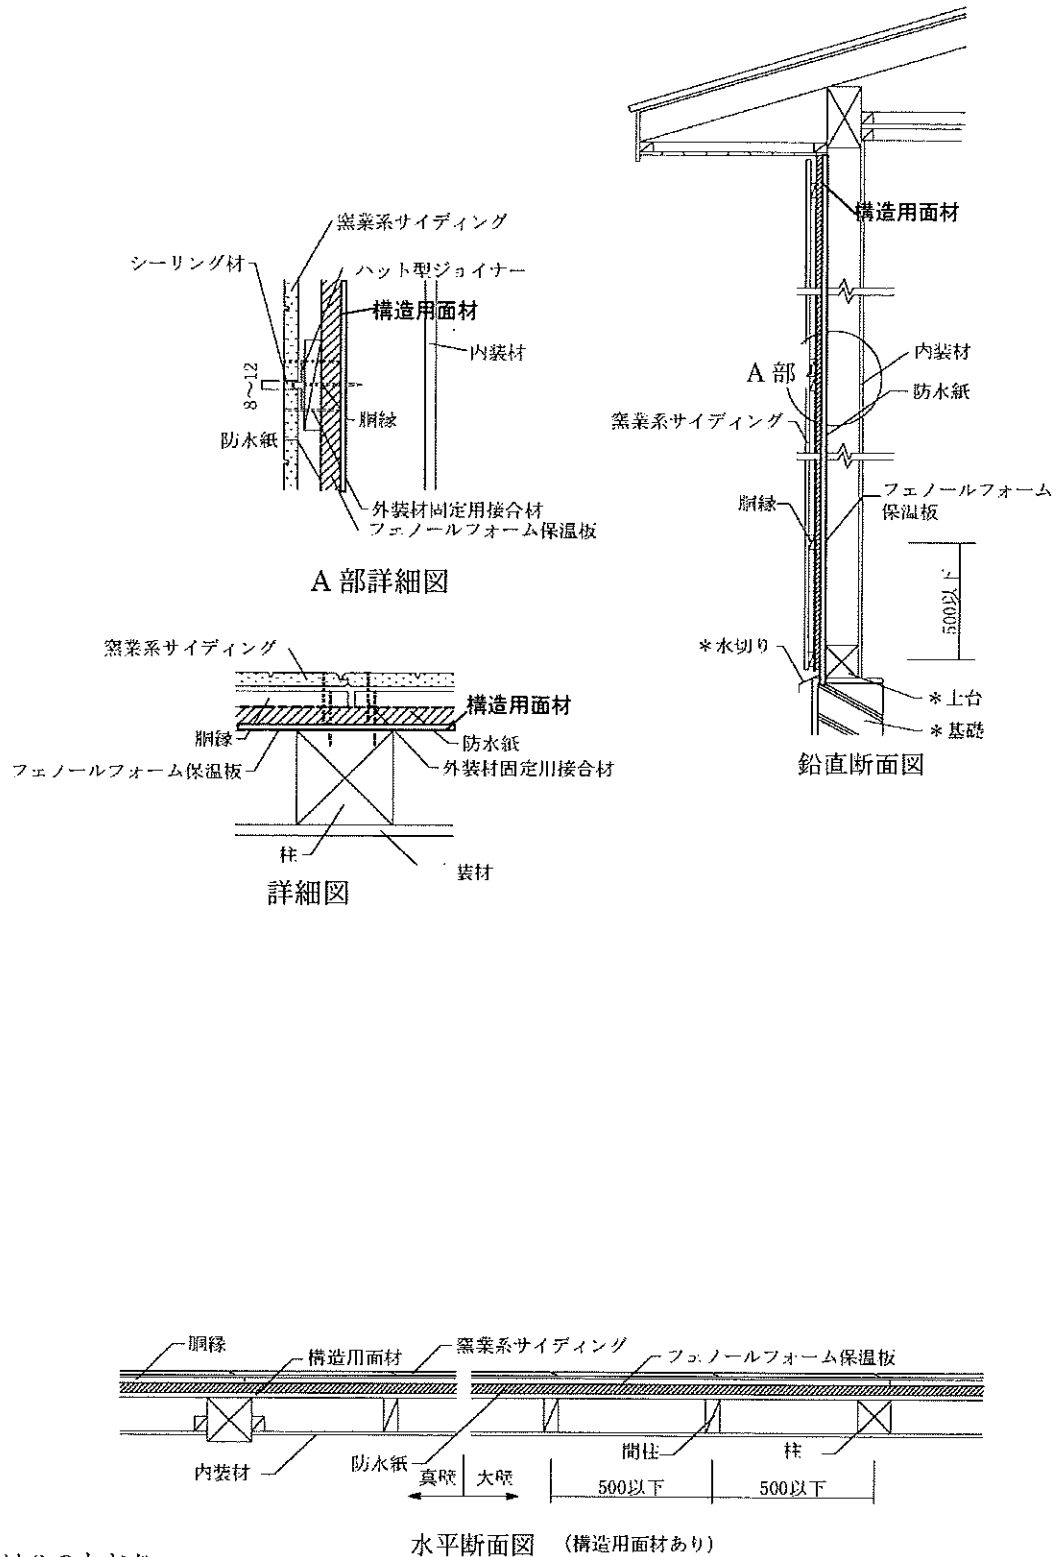 構造用面材
窯業系サイディング
シーリング材
ハット型ジョイナー
構造用面材
内装材
8～12
胴縁
防水紙
外装材固定用接合材
フェノールフォーム保温板
A 部詳細図
内装材
A 部
防水紙
窯業系サイディング
フェノールフォーム
保温板
胴縁
500以下
＊水切り
＊土台
＊基礎
鉛直断面図
窯業系サイディング
構造用面材
胴縁
防水紙
フェノールフォーム保温板
外装材固定用接合材
柱
装材
詳細図
胴縁
構造用面材
窯業系サイディング
フェノールフォーム保温板
内装材
防水紙
間柱
柱
真壁
大壁
500以下
500以下
水平断面図 （構造用面材あり）